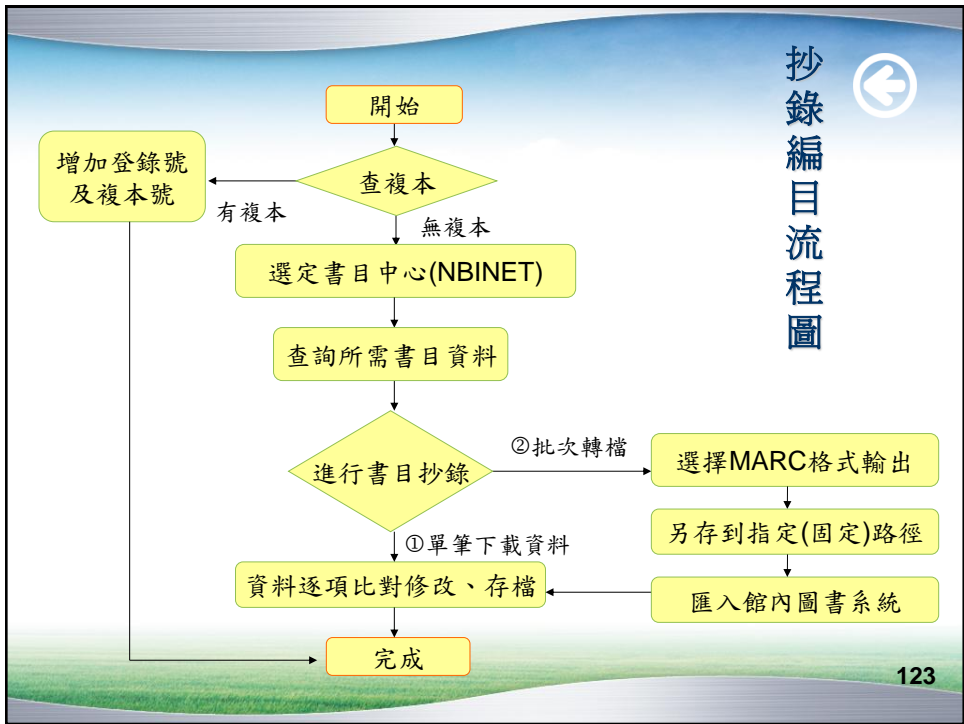 抄錄編目流程圖
開始
查複本
有複本
增加登錄號
及複本號
無複本
選定書目中心(NBINET)
查詢所需書目資料
進行書目抄錄
②批次轉檔
選擇MARC格式輸出
另存到指定(固定)路徑
匯入館內圖書系統
①單筆下載資料
資料逐項比對修改、存檔
完成
123